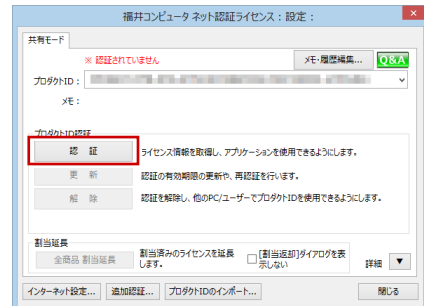 福井コンピュータ ネット認証ライセンス：設定：
共有モード
※ 認証されていません
メモ・履歴編集...
Q&A
プロダクトID：
メモ：
プロダクトID認証
認　証
ライセンス情報を取得し、アプリケーションを使用できるようにします。
更　新
認証の有効期限の更新や、再認証を行います。
解　除
認証を解除し、他のPC/ユーザーでプロダクトIDを使用できるようにします。
割当延長
全商品 割当延長
割当済みのライセンスを延長
します。
[割当返却]ダイアログを表
示しない
詳細
インターネット設定...
追加認証...
プロダクトIDのインポート...
閉じる